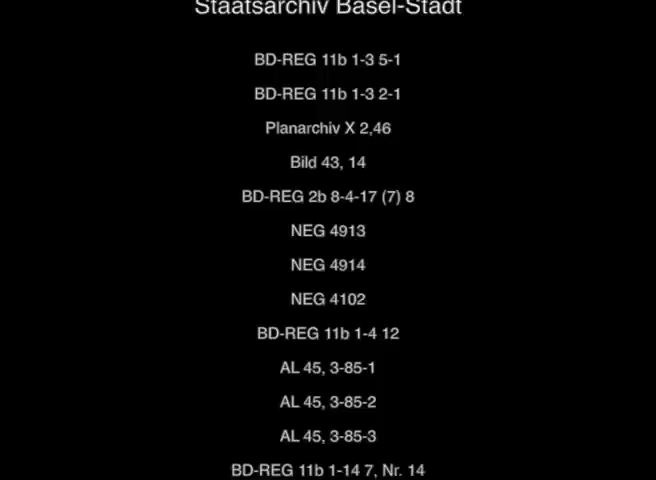 Staatsarchiv Basel-Stadt
BD-REG 11b 1-3 5-1
BD-REG 11b 1-3 2-1
Planarchiv X 2,46
Bild 43, 14
BD-REG 2b 8-4-17 (7) 8
NEG 4913
NEG 4914
NEG 4102
BD-REG 11b 1-4 12
AL 45, 3-85-1
AL 45, 3-85-2
AL 45, 3-85-3
BD-REG 11b 1-14 7, Nr. 14